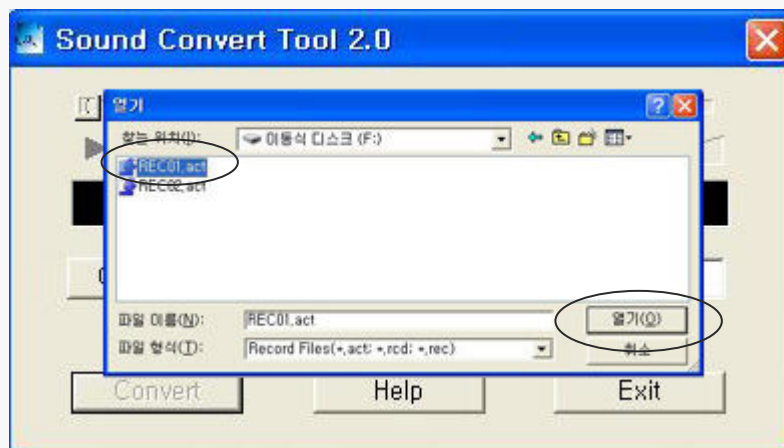 Sound Convert Tool 2.0
열기
찾는 위치(I):
이동식 디스크 (F:)
REC01.act
REC02.act
파일 이름(N):
REC01.act
열기(O)
파일 형식(T):
Record Files(*.act; *.rcd; *.rec)
취소
Convert
Help
Exit